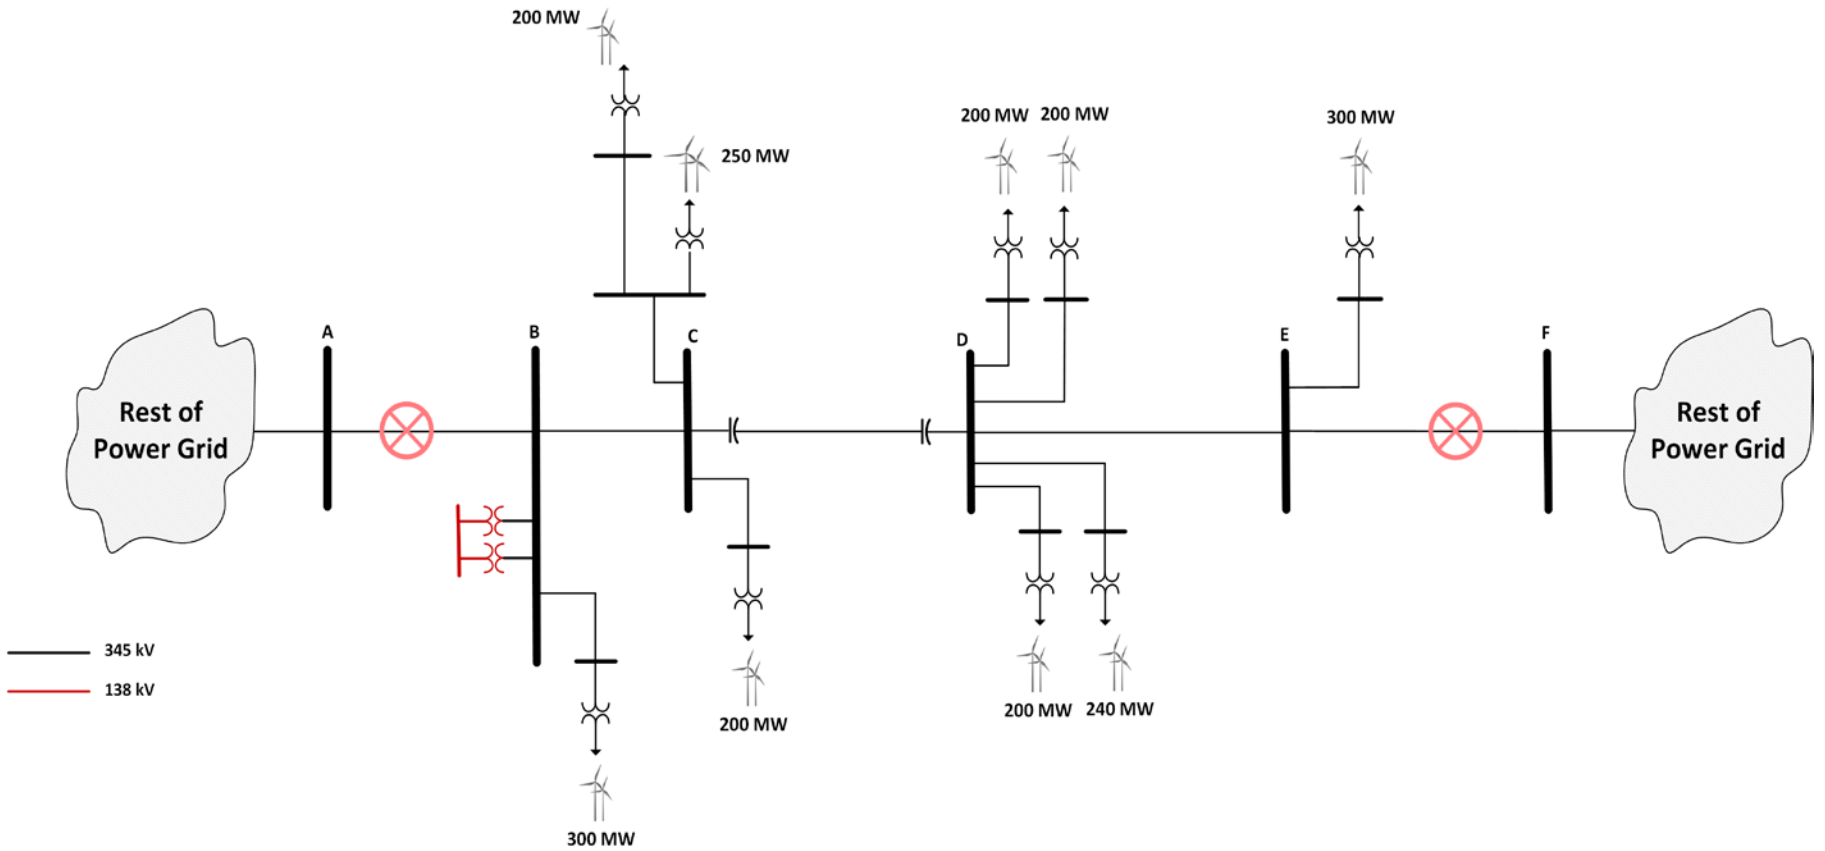 200 MW
250 MW
200 MW 200 MW
300 MW
A
B
C
D
E
F
Rest of
Power Grid
Rest of
Power Grid
345 kV
138 kV
200 MW
200 MW 240 MW
300 MW